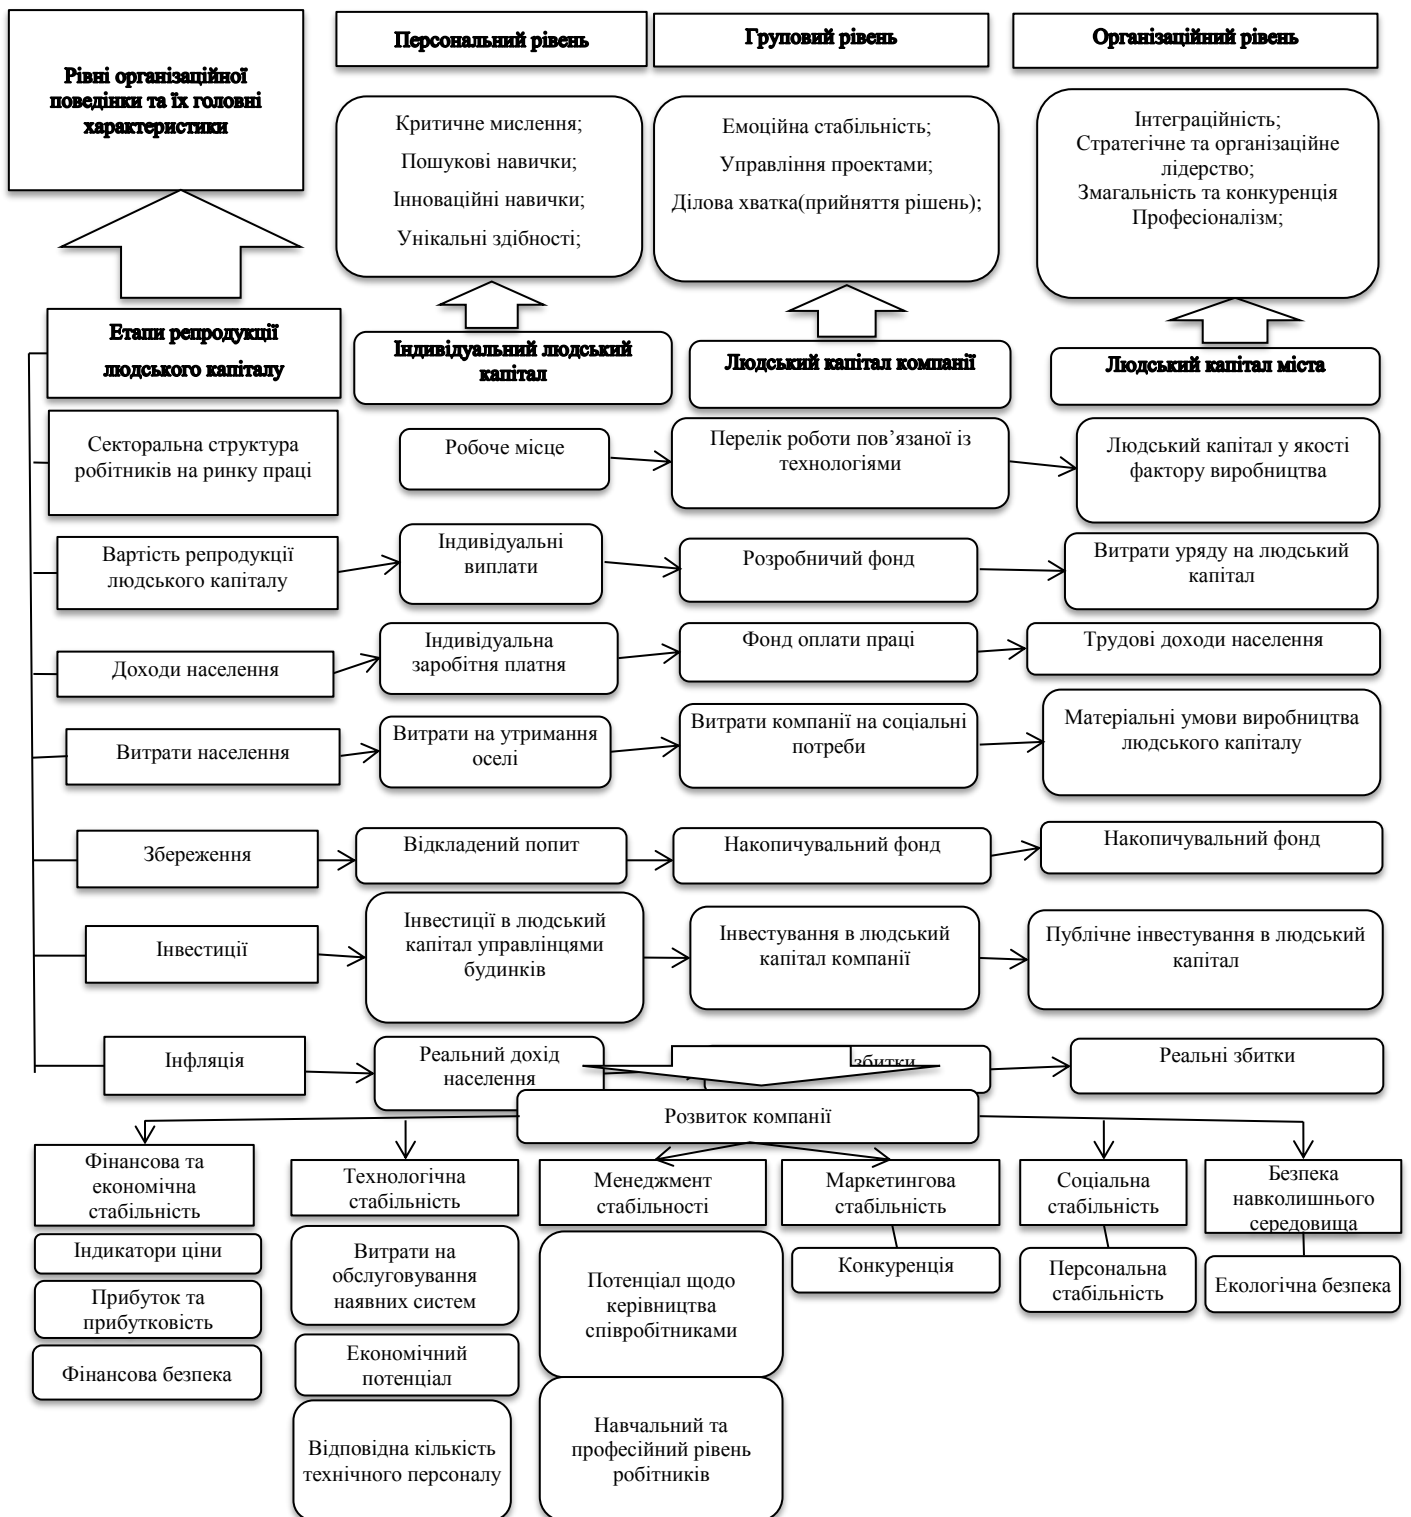 Рівні організаційної
поведінки та їх головні
характеристики
Персональний рівень
Груповий рівень
Організаційний рівень
Критичне мислення;
Пошукові навички;
Інноваційні навички;
Унікальні здібності;
Емоційна стабільність;
Управління проектами;
Ділова хватка(прийняття рішень);
Інтеграційність;
Стратегічне та організаційне
лідерство;
Змагальність та конкуренція
Професіоналізм;
Етапи репродукції
людського капіталу
Індивідуальний людський
капітал
Людський капітал компанії
Людський капітал міста
Секторальна структура
робітників на ринку праці
Робоче місце
Перелік роботи пов’язаної із
технологіями
Людський капітал у якості
фактору виробництва
Вартість репродукції
людського капіталу
Індивідуальні
виплати
Розробничий фонд
Витрати уряду на людський
капітал
Доходи населення
Індивідуальна
заробітня платня
Фонд оплати праці
Трудові доходи населення
Витрати населення
Витрати на утримання
оселі
Витрати компанії на соціальні
потреби
Матеріальні умови виробництва
людського капіталу
Збереження
Відкладений попит
Накопичувальний фонд
Накопичувальний фонд
Інвестиції
Інвестиції в людський
капітал управлінцями
будинків
Інвестування в людський
капітал компанії
Публічне інвестування в людський
капітал
Інфляція
Реальний дохід
населення
збитки
Реальні збитки
Розвиток компанії
Фінансова та
економічна
стабільність
Технологічна
стабільність
Менеджмент
стабільності
Маркетингова
стабільність
Соціальна
стабільність
Безпека
навколишнього
середовища
Індикатори ціни
Прибуток та
прибутковість
Фінансова безпека
Витрати на
обслуговування
наявних систем
Економічний
потенціал
Відповідна кількість
технічного персоналу
Потенціал щодо
керівництва
співробітниками
Навчальний та
професійний рівень
робітників
Конкуренція
Персональна
стабільність
Екологічна безпека